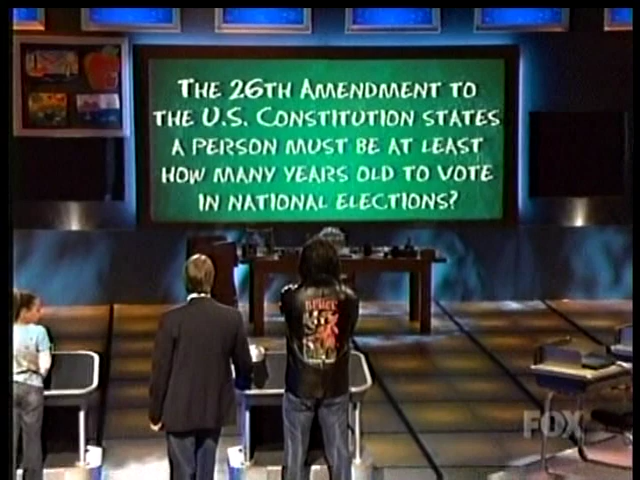 THE 26TH AMENDMENT TO
THE U.S. CONSTITUTION STATES
A PERSON MUST BE AT LEAST
HOW MANY YEARS OLD TO VOTE
IN NATIONAL ELECTIONS?
BRUCE
FOX